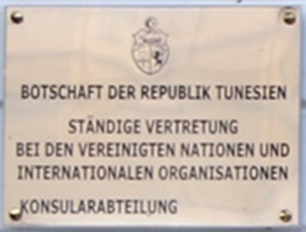 BOTSCHAFT DER REPUBLIK TUNESIEN
STÄNDIGE VERTRETUNG
BEI DEN VEREINIGTEN NATIONEN UND
INTERNATIONALEN ORGANISATIONEN
KONSULARABTEILUNG